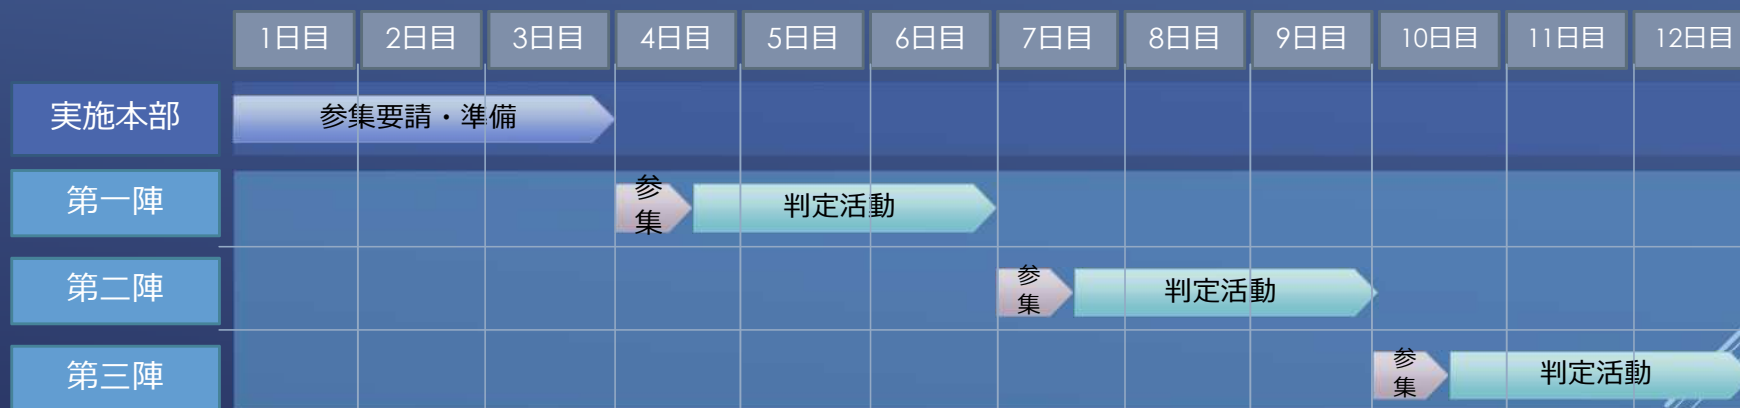 1日目 2日目 3日目 4日目 5日目 6日目 7日目 8日目 9日目 10日目 11日目 12日目
実施本部 参集要請・準備
第一陣 参集 判定活動
第二陣 参集 判定活動
第三陣 参集 判定活動